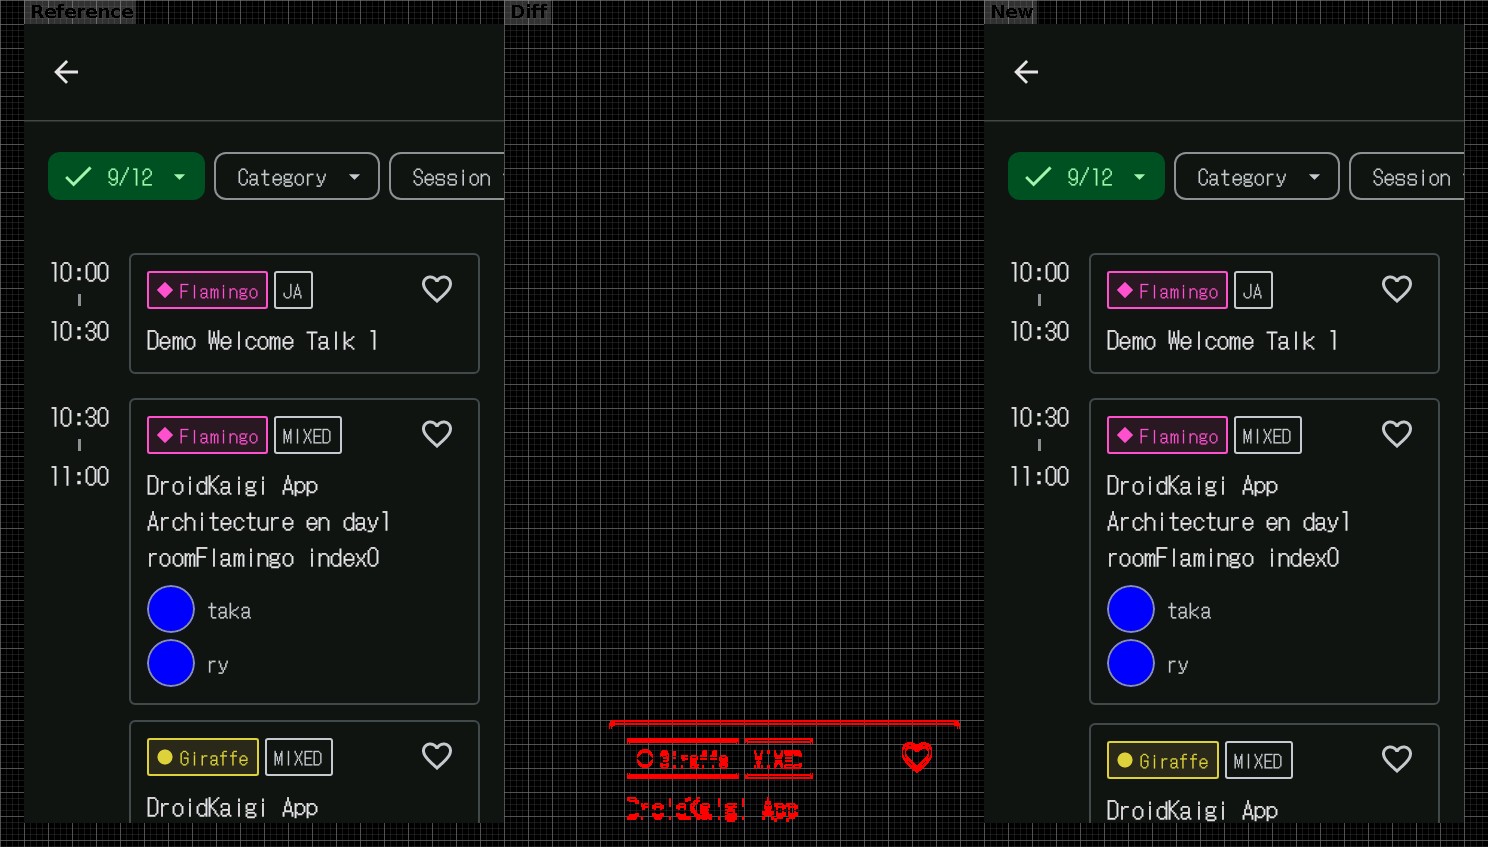 Reference
9/12 Category Session
10:00
10:30
Flamingo JA
Demo Welcome Talk 1
10:30
11:00
Flamingo MIXED
DroidKaigi App
Architecture en day1
roomFlamingo index0
taka
ry
Giraffe MIXED
DroidKaigi App
Diff
Giraffe MIXED
DroidKaigi App
New
9/12 Category Session
10:00
10:30
Flamingo JA
Demo Welcome Talk 1
10:30
11:00
Flamingo MIXED
DroidKaigi App
Architecture en day1
roomFlamingo index0
taka
ry
Giraffe MIXED
DroidKaigi App